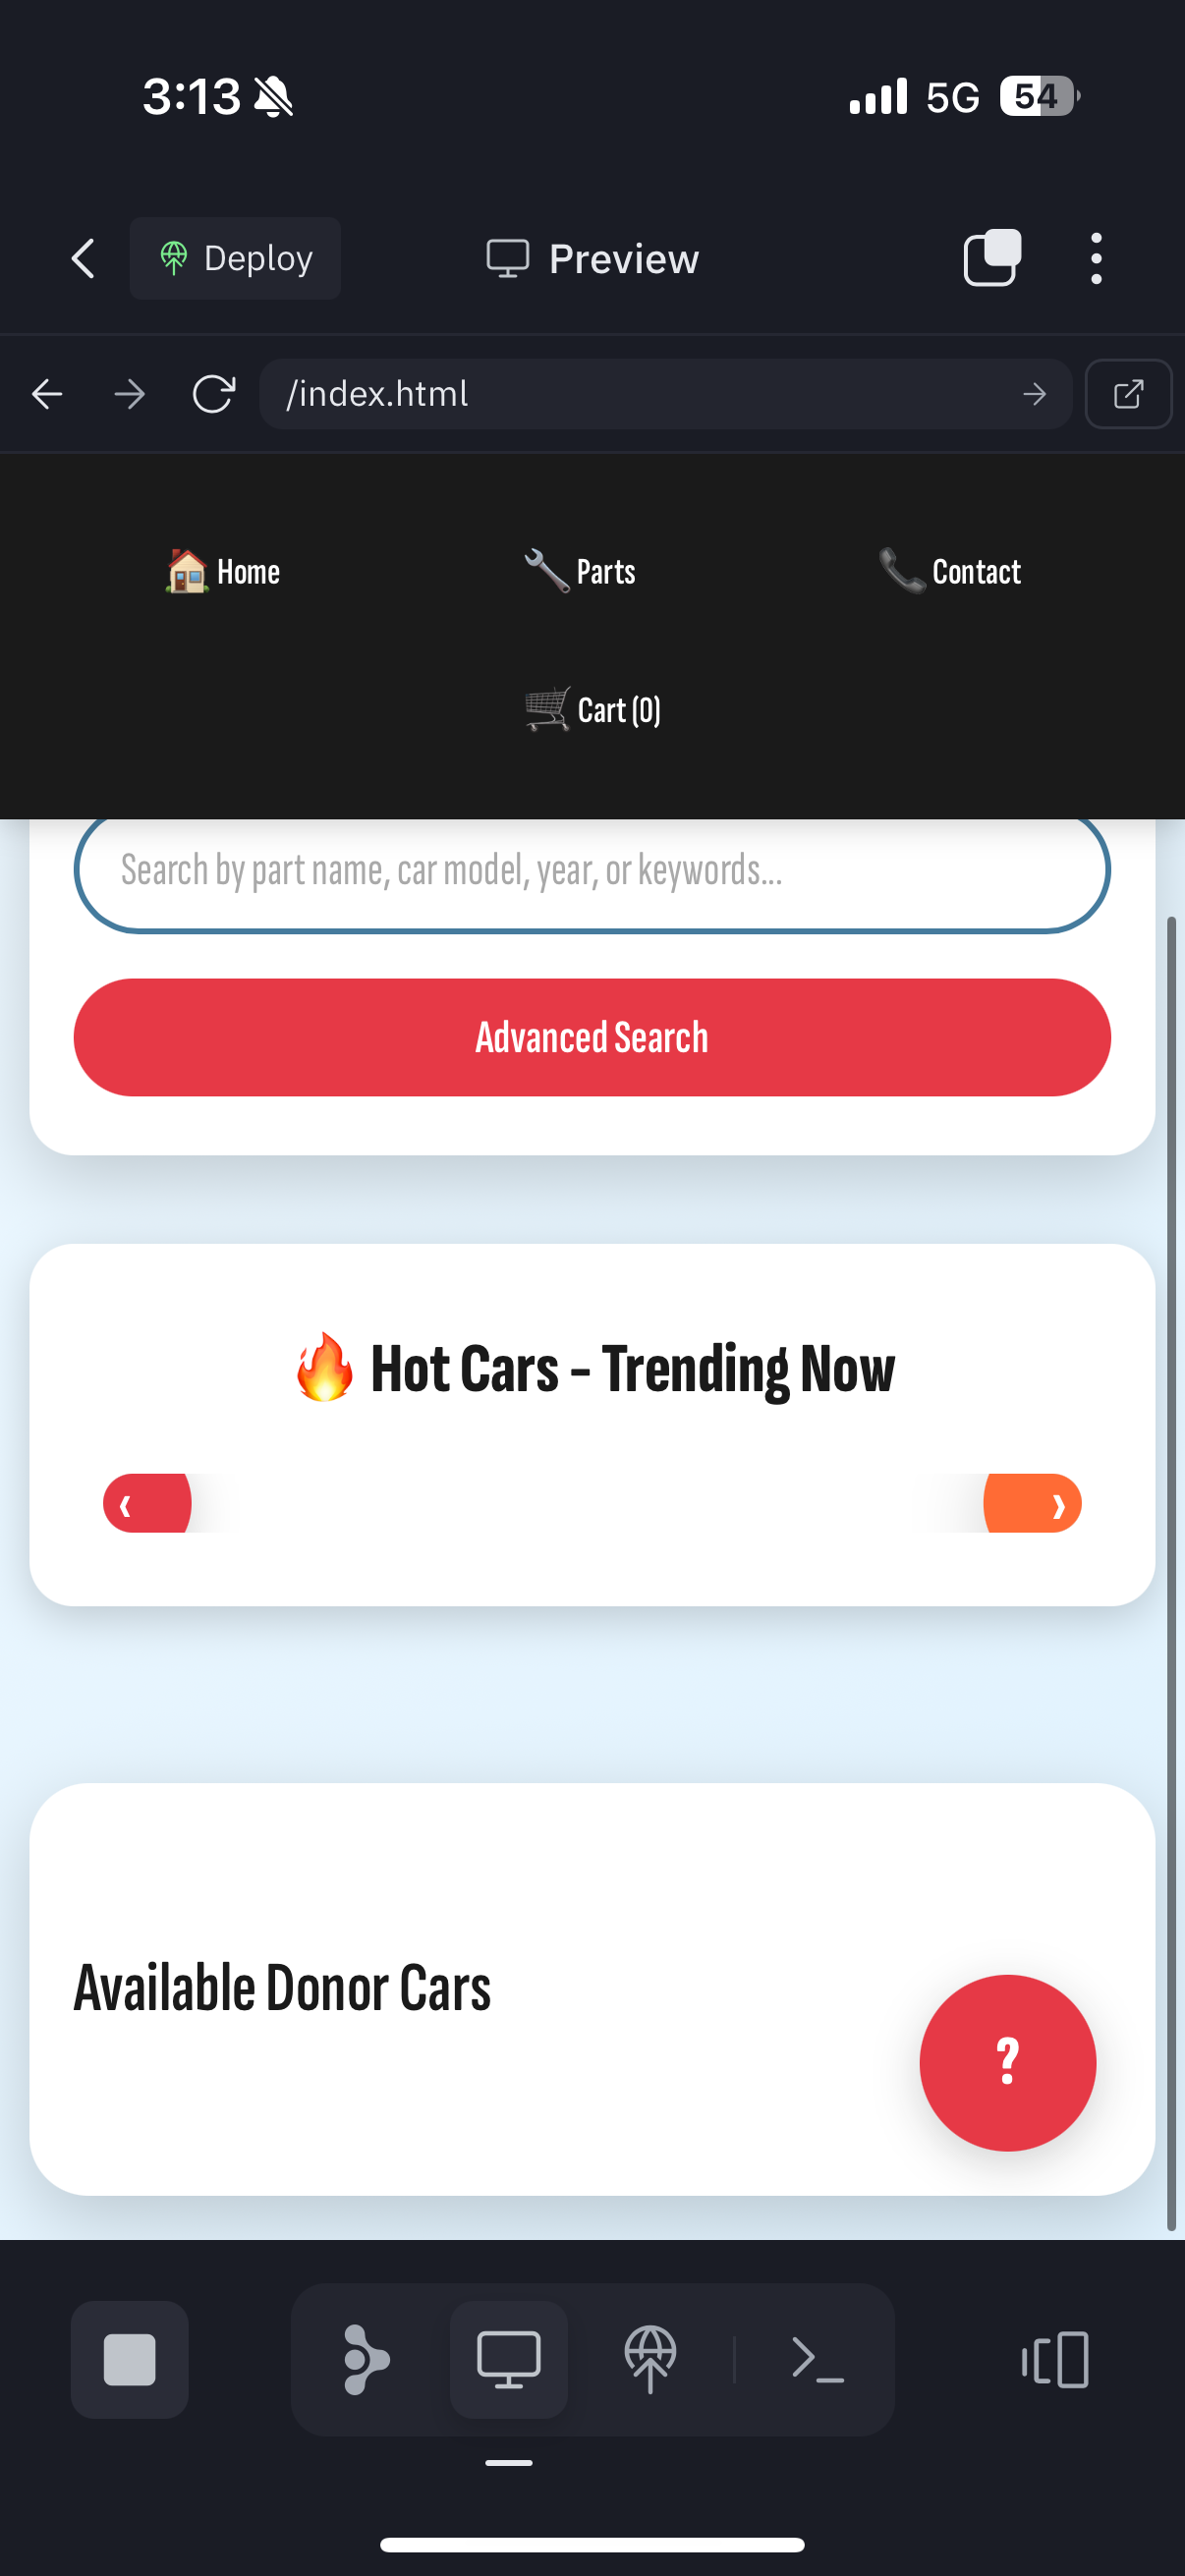 3:13 5G 54
Deploy Preview
/index.html
Home Parts Contact
Cart (0)
Search by part name, car model, year, or keywords...
Advanced Search
Hot Cars – Trending Now
‹ ›
Available Donor Cars
?